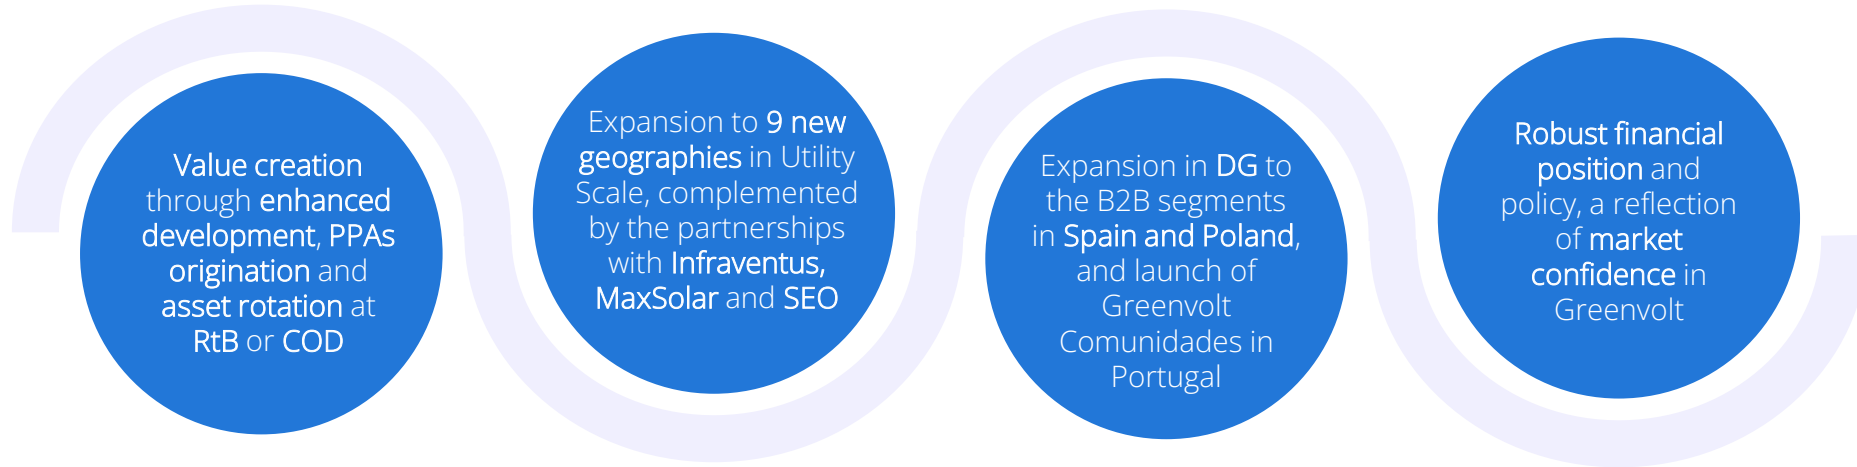 Value creation
through enhanced
development, PPAs
origination and
asset rotation at
RtB or COD
Expansion to 9 new
geographies in Utility
Scale, complemented
by the partnerships
with Infraventus,
MaxSolar and SEO
Expansion in DG to
the B2B segments
in Spain and Poland,
and launch of
Greenvolt
Comunidades in
Portugal
Robust financial
position and
policy, a reflection
of market
confidence in
Greenvolt